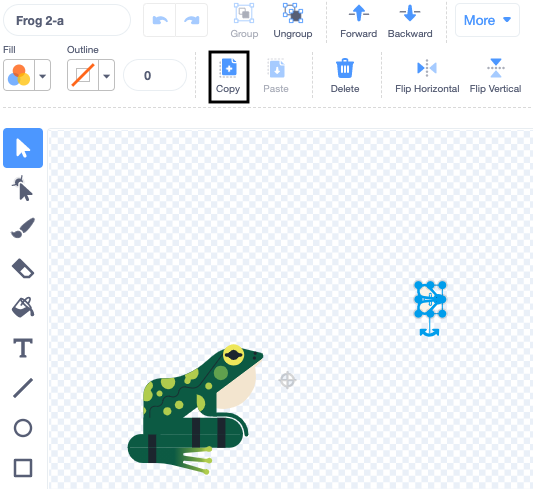 Frog 2-a
Group
Ungroup
Forward
Backward
More
Fill
Outline
0
Copy
Paste
Delete
Flip Horizontal
Flip Vertical
T